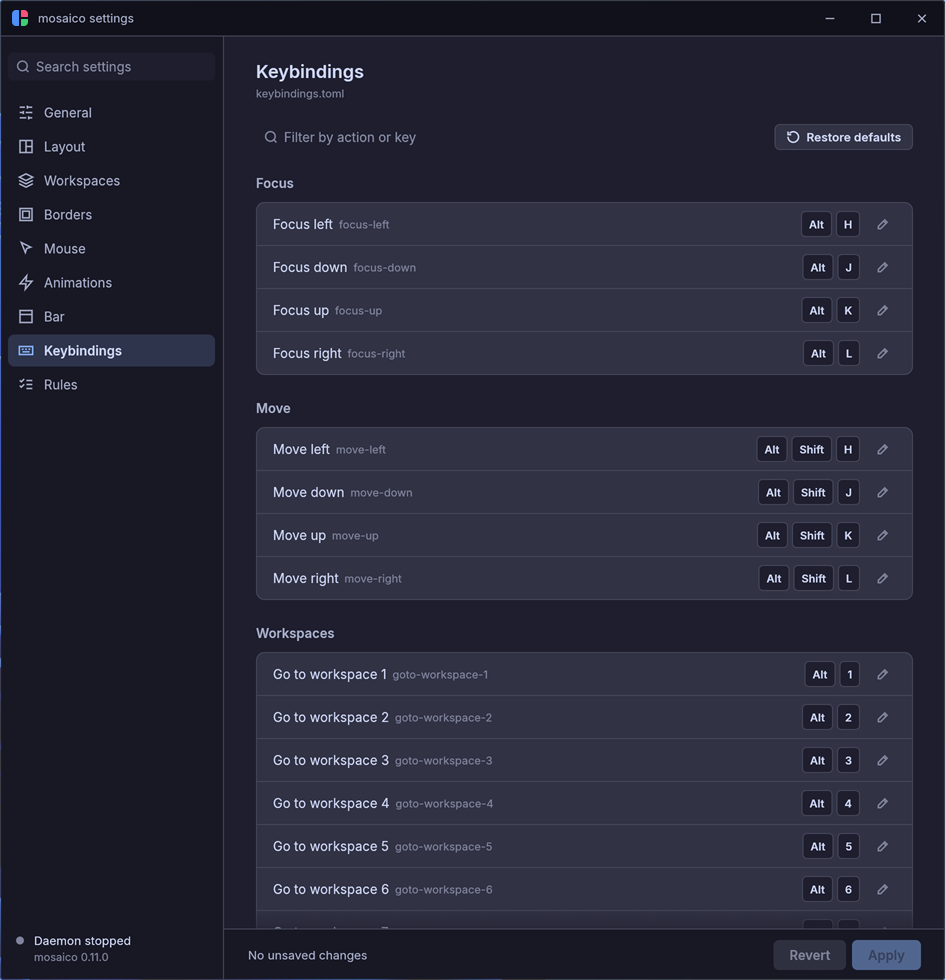 mosaico settings
Search settings
General
Layout
Workspaces
Borders
Mouse
Animations
Bar
Keybindings
Rules
Daemon stopped
mosaico 0.11.0
Keybindings
keybindings.toml
Filter by action or key
Restore defaults
Focus
Focus left focus-left Alt H
Focus down focus-down Alt J
Focus up focus-up Alt K
Focus right focus-right Alt L
Move
Move left move-left Alt Shift H
Move down move-down Alt Shift J
Move up move-up Alt Shift K
Move right move-right Alt Shift L
Workspaces
Go to workspace 1 goto-workspace-1 Alt 1
Go to workspace 2 goto-workspace-2 Alt 2
Go to workspace 3 goto-workspace-3 Alt 3
Go to workspace 4 goto-workspace-4 Alt 4
Go to workspace 5 goto-workspace-5 Alt 5
Go to workspace 6 goto-workspace-6 Alt 6
No unsaved changes
Revert
Apply